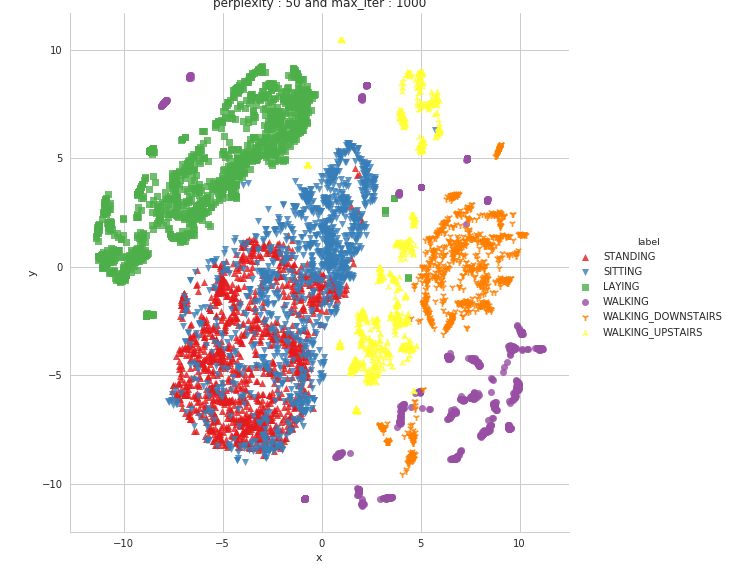 perplexity : 50 and max_iter : 1000
10
5
0
−5
−10
y
−10
−5
0
5
10
x
label
STANDING
SITTING
LAYING
WALKING
WALKING_DOWNSTAIRS
WALKING_UPSTAIRS